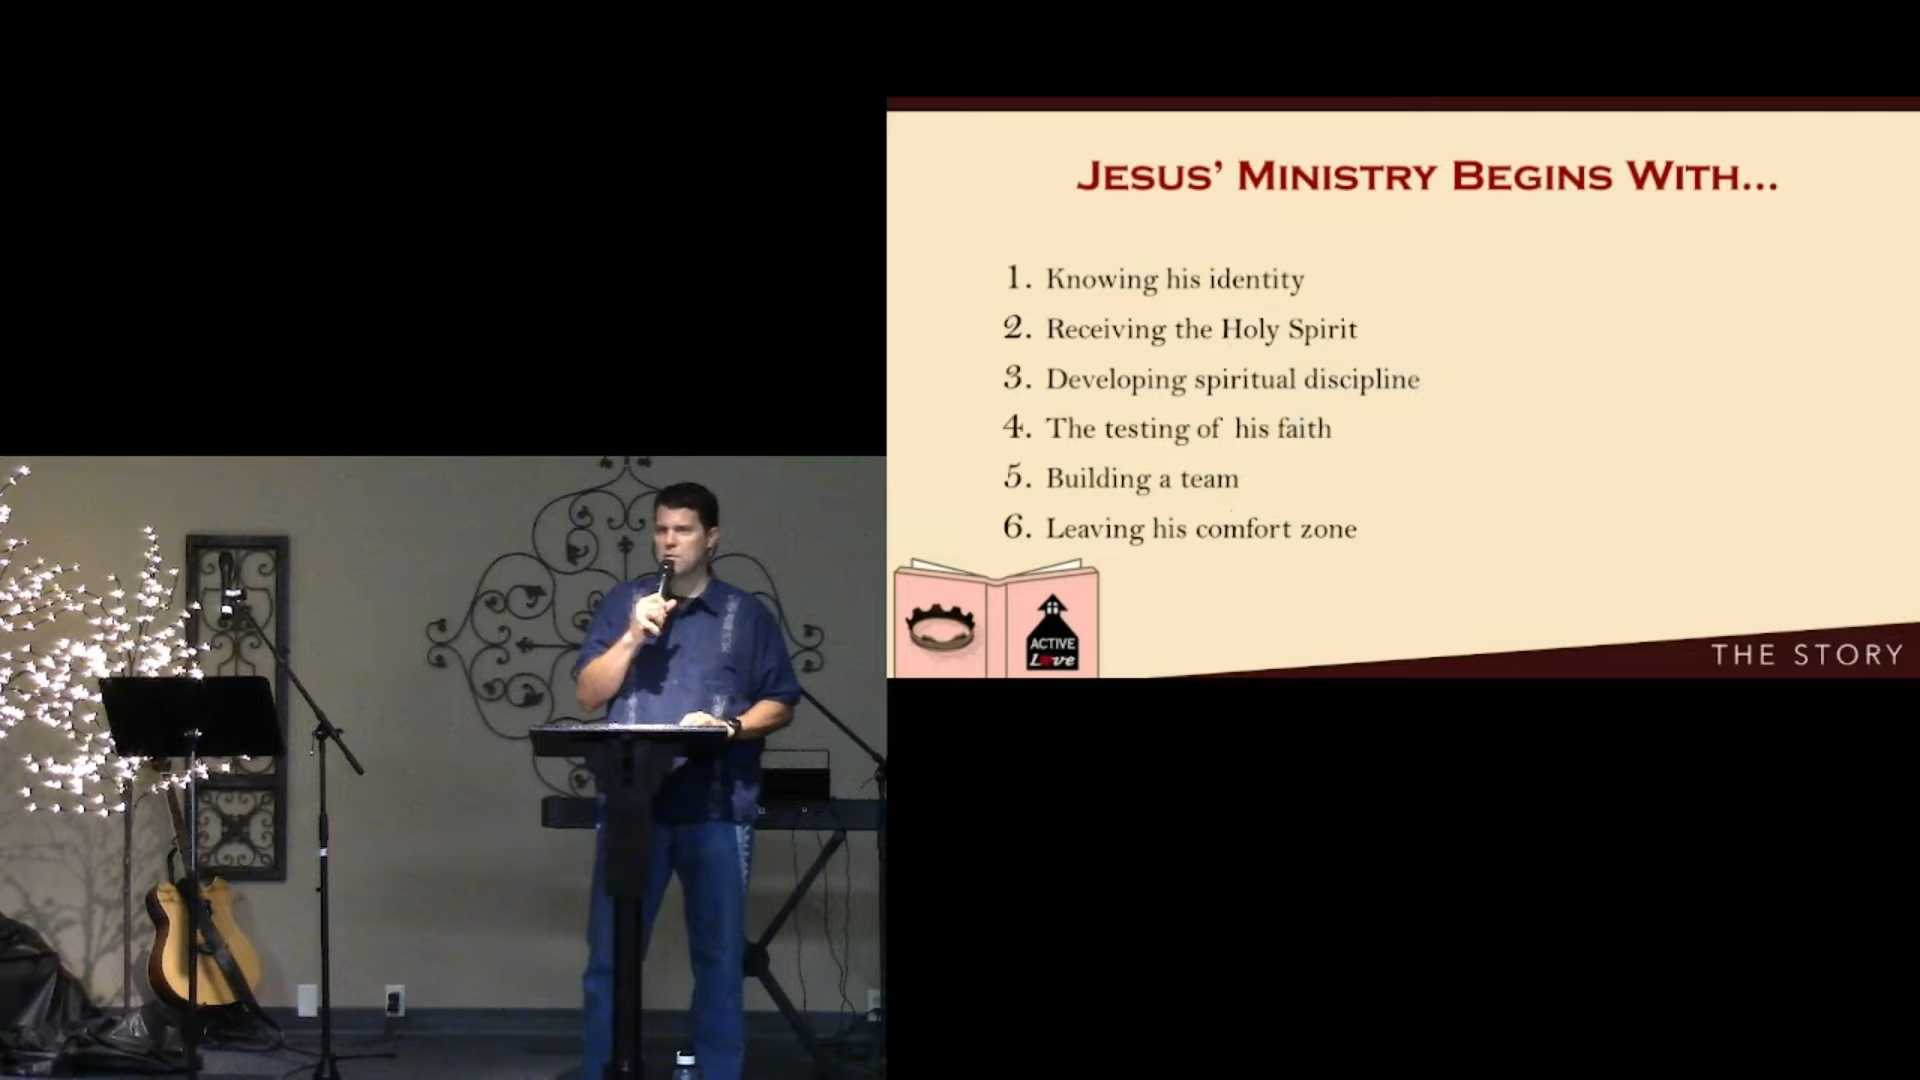 JESUS' MINISTRY BEGINS WITH...
1. Knowing his identity
2. Receiving the Holy Spirit
3. Developing spiritual discipline
4. The testing of his faith
5. Building a team
6. Leaving his comfort zone
ACTIVE
Love
THE STORY